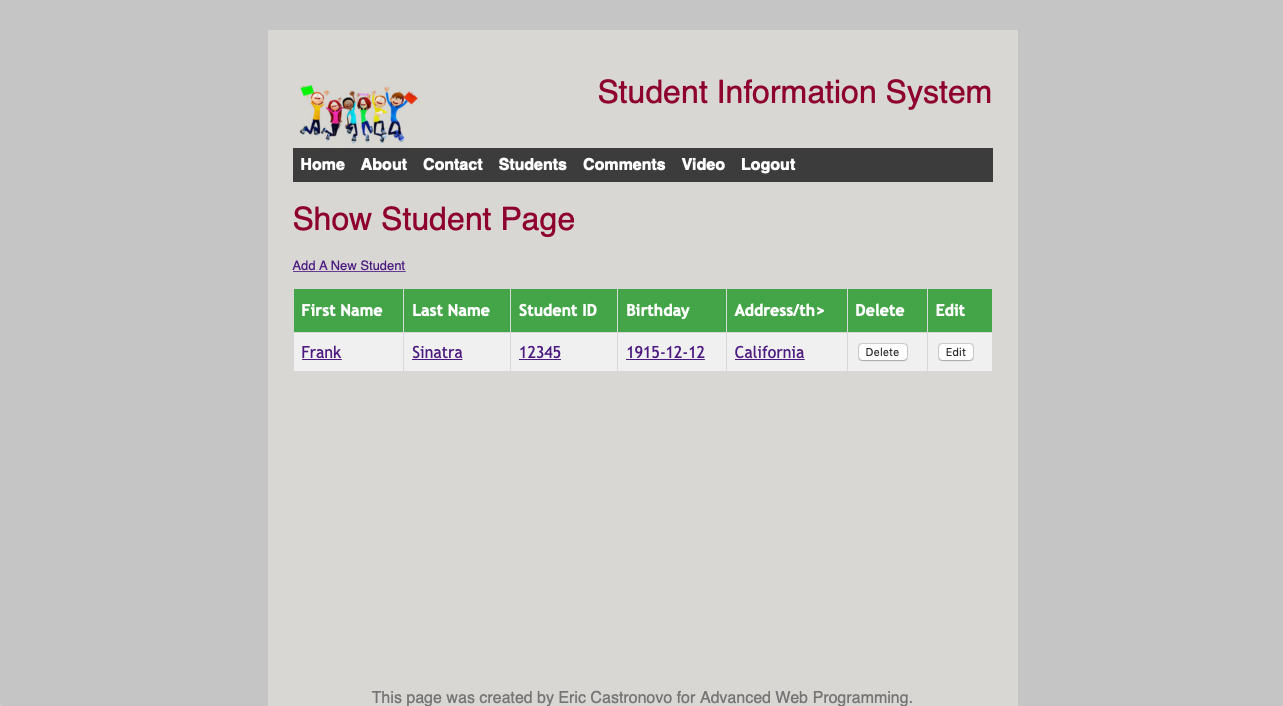 Student Information System
Home About Contact Students Comments Video Logout
Show Student Page
Add A New Student
First Name Last Name Student ID Birthday Address/th> Delete Edit
Frank Sinatra 12345 1915-12-12 California Delete Edit
This page was created by Eric Castronovo for Advanced Web Programming.